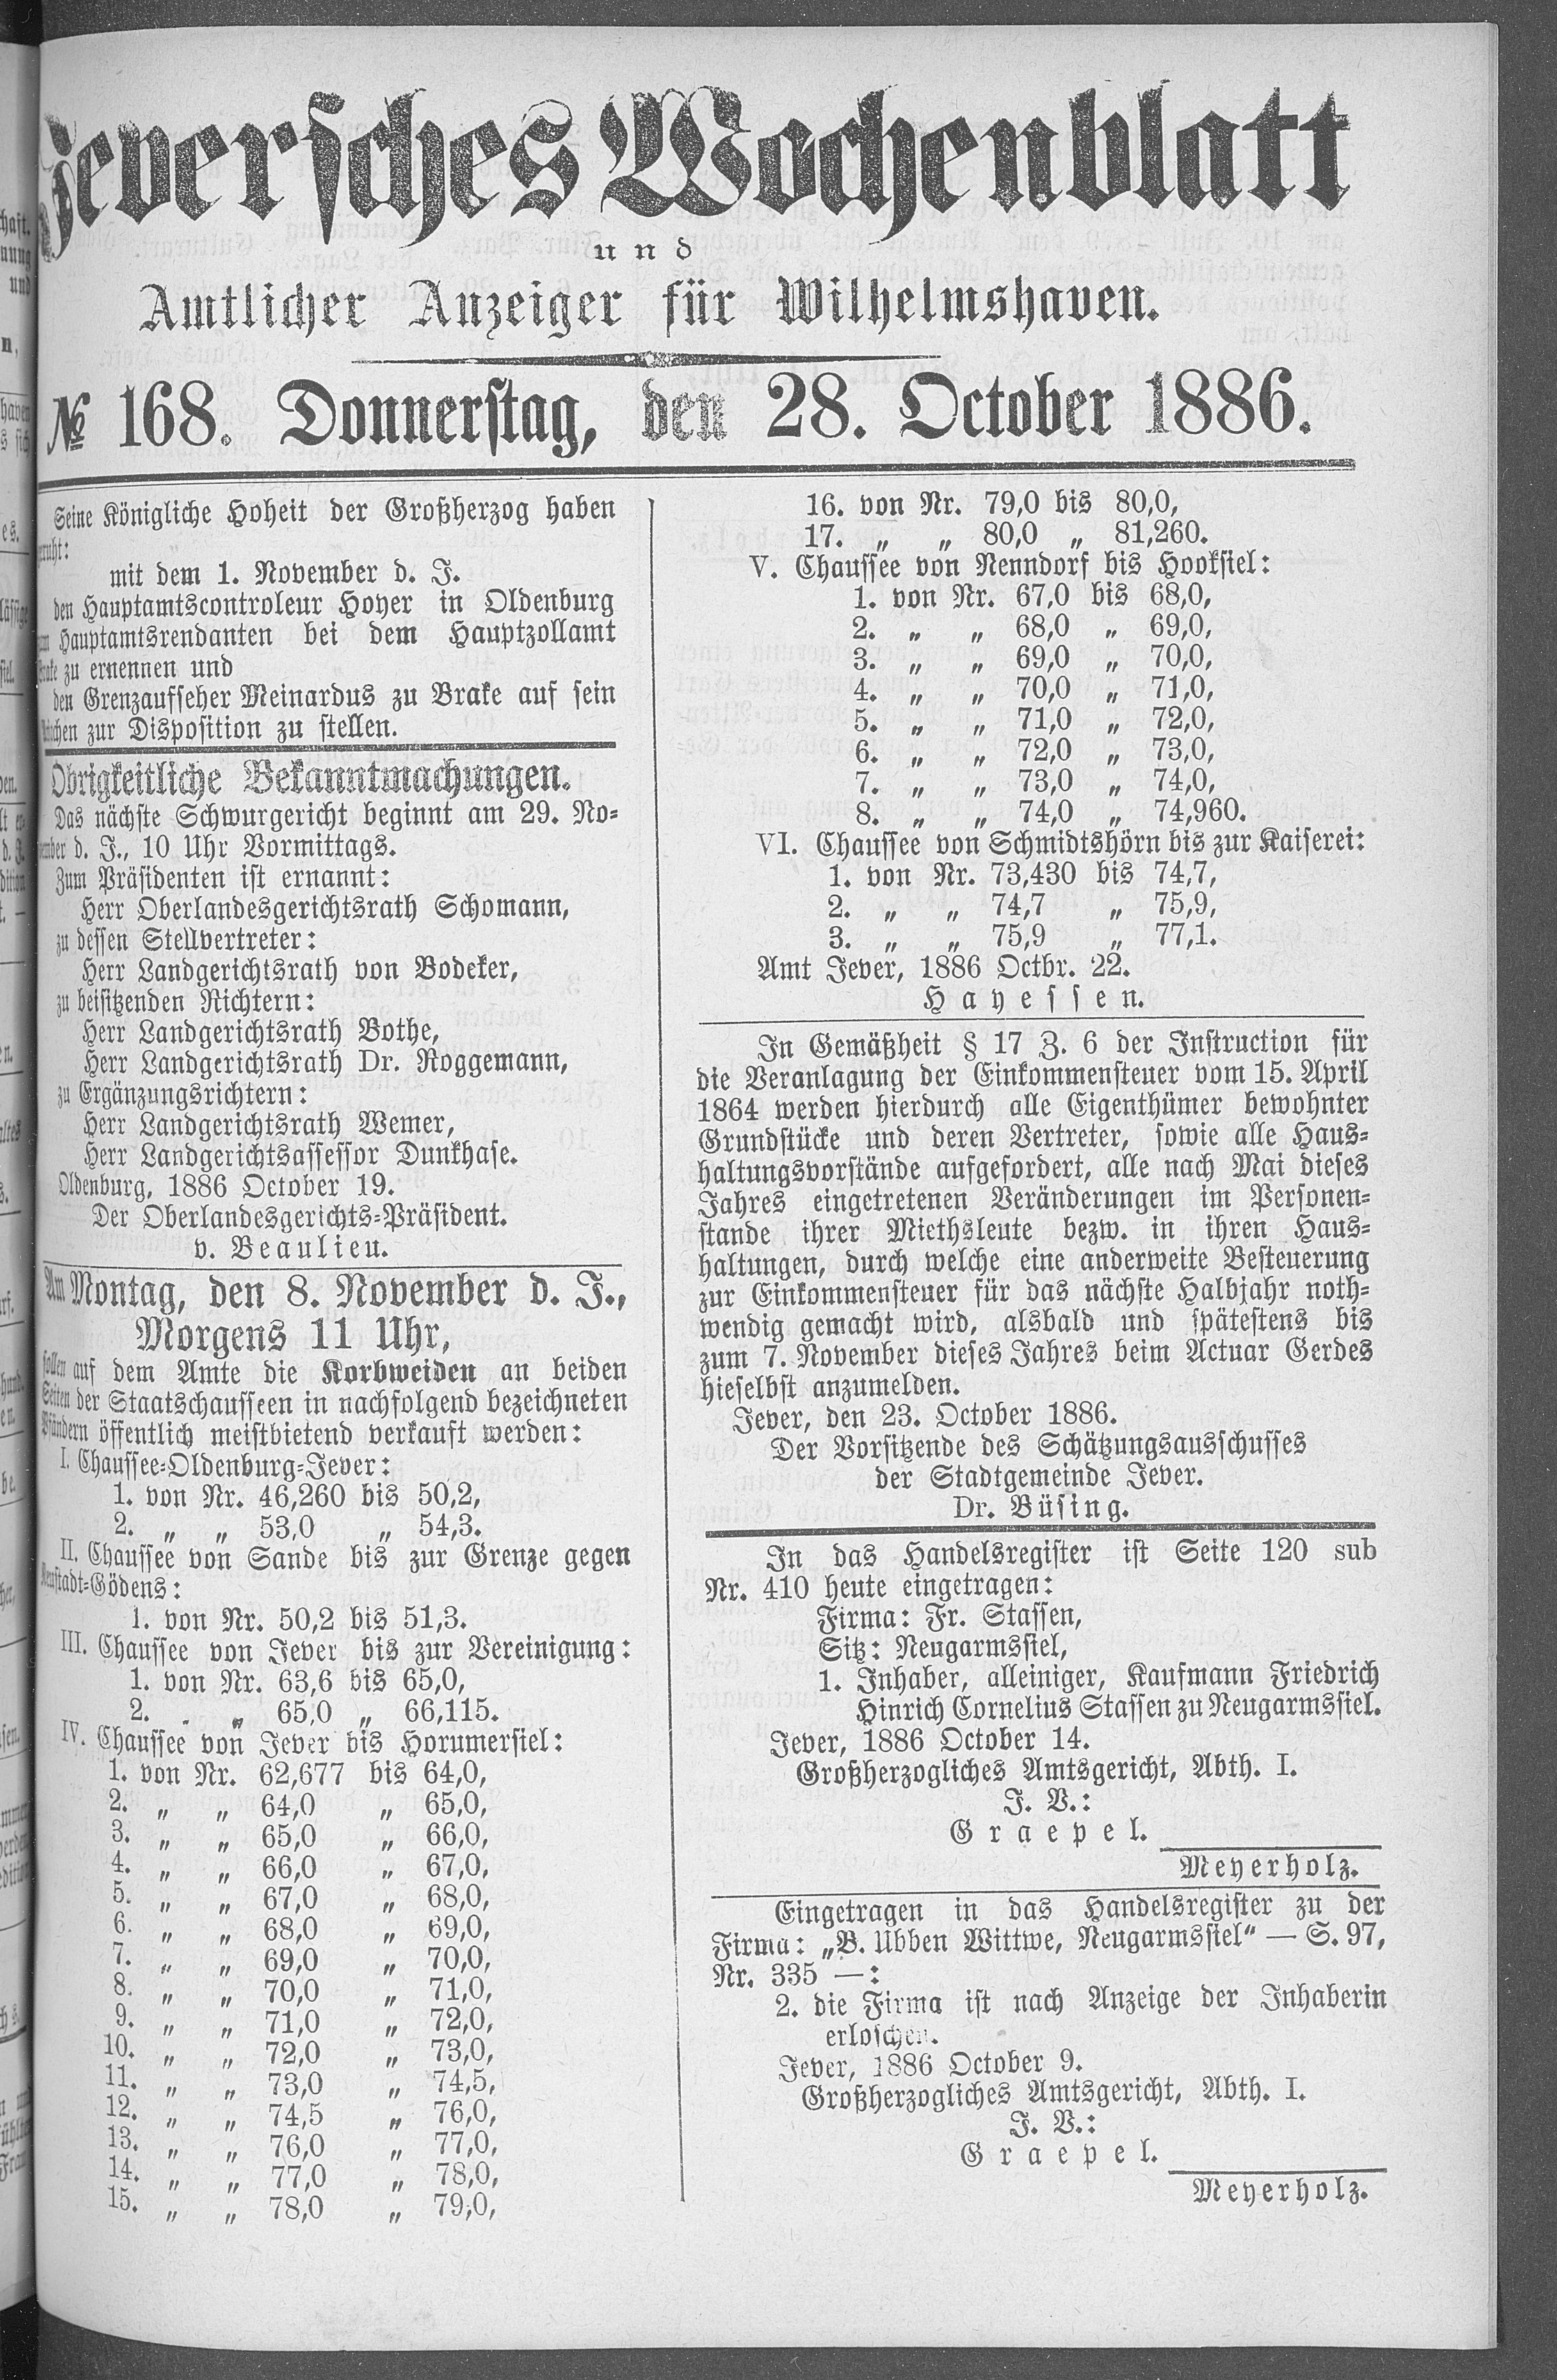 Jeversches Wochenblatt
und
Amtlicher Anzeiger für Wilhelmshaven.
№ 168. Donnerstag, den 28. October 1886.
Seine Königliche Hoheit der Großherzog haben
geruht:
mit dem 1. November d. J.
den Hauptamtscontroleur Hoyer in Oldenburg
zum Hauptamtsrendanten bei dem Hauptzollamt
Brake zu ernennen und
den Grenzaufseher Meinardus zu Brake auf sein
zur Disposition zu stellen.
Obrigkeitliche Bekanntmachungen.
Das nächste Schwurgericht beginnt am 29. No-
vember d. J., 10 Uhr Vormittags.
Zum Präsidenten ist ernannt:
Herr Oberlandesgerichtsrath Schomann,
zu dessen Stellvertreter:
Herr Landgerichtsrath von Bodeker,
zu beisitzenden Richtern:
Herr Landgerichtsrath Bothe,
Herr Landgerichtsrath Dr. Roggemann,
zu Ergänzungsrichtern:
Herr Landgerichtsrath Wemer,
Herr Landgerichtsassessor Dunkhase.
Oldenburg, 1886 October 19.
Der Oberlandesgerichts-Präsident.
v. Beaulieu.
Am Montag, den 8. November d. J.,
Morgens 11 Uhr,
sollen auf dem Amte die Korbweiden an beiden
Seiten der Staatschausseen in nachfolgend bezeichneten
Pfändern öffentlich meistbietend verkauft werden:
I. Chaussee-Oldenburg-Jever:
1. von Nr. 46,260 bis 50,2,
2. „ „ 53,0 „ 54,3.
II. Chaussee von Sande bis zur Grenze gegen
Neustadt-Gödens:
1. von Nr. 50,2 bis 51,3.
III. Chaussee von Jever bis zur Vereinigung:
1. von Nr. 63,6 bis 65,0,
2. „ „ 65,0 „ 66,115.
IV. Chaussee von Jever bis Horumersiel:
1. von Nr. 62,677 bis 64,0,
2. „ „ 64,0 „ 65,0,
3. „ „ 65,0 „ 66,0,
4. „ „ 66,0 „ 67,0,
5. „ „ 67,0 „ 68,0,
6. „ „ 68,0 „ 69,0,
7. „ „ 69,0 „ 70,0,
8. „ „ 70,0 „ 71,0,
9. „ „ 71,0 „ 72,0,
10. „ „ 72,0 „ 73,0,
11. „ „ 73,0 „ 74,5,
12. „ „ 74,5 „ 76,0,
13. „ „ 76,0 „ 77,0,
14. „ „ 77,0 „ 78,0,
15. „ „ 78,0 „ 79,0,
16. von Nr. 79,0 bis 80,0,
17. „ „ 80,0 „ 81,260.
V. Chaussee von Nenndorf bis Hooksiel:
1. von Nr. 67,0 bis 68,0,
2. „ „ 68,0 „ 69,0,
3. „ „ 69,0 „ 70,0,
4. „ „ 70,0 „ 71,0,
5. „ „ 71,0 „ 72,0,
6. „ „ 72,0 „ 73,0,
7. „ „ 73,0 „ 74,0,
8. „ „ 74,0 „ 74,960.
VI. Chaussee von Schmidtshörn bis zur Kaiserei:
1. von Nr. 73,430 bis 74,7,
2. „ „ 74,7 „ 75,9,
3. „ „ 75,9 „ 77,1.
Amt Jever, 1886 Octbr. 22.
Hayessen.
In Gemäßheit § 17 Z. 6 der Instruction für
die Veranlagung der Einkommensteuer vom 15. April
1864 werden hierdurch alle Eigenthümer bewohnter
Grundstücke und deren Vertreter, sowie alle Haus-
haltungsvorstände aufgefordert, alle nach Mai dieses
Jahres eingetretenen Veränderungen im Personen-
stande ihrer Miethsleute bezw. in ihren Haus-
haltungen, durch welche eine anderweite Besteuerung
zur Einkommensteuer für das nächste Halbjahr noth-
wendig gemacht wird, alsbald und spätestens bis
zum 7. November dieses Jahres beim Actuar Gerdes
hieselbst anzumelden.
Jever, den 23. October 1886.
Der Vorsitzende des Schätzungsausschusses
der Stadtgemeinde Jever.
Dr. Büsing.
In das Handelsregister ist Seite 120 sub
Nr. 410 heute eingetragen:
Firma: Fr. Stassen,
Sitz: Neugarmssiel,
1. Inhaber, alleiniger, Kaufmann Friedrich
Hinrich Cornelius Stassen zu Neugarmssiel.
Jever, 1886 October 14.
Großherzogliches Amtsgericht, Abth. I.
J. V.:
Graepel.
Meyerholz.
Eingetragen in das Handelsregister zu der
Firma: „B. Ubben Wittwe, Neugarmssiel“ — S. 97,
Nr. 335 —:
2. die Firma ist nach Anzeige der Inhaberin
erloschen.
Jever, 1886 October 9.
Großherzogliches Amtsgericht, Abth. I.
J. V.:
Graepel.
Meyerholz.